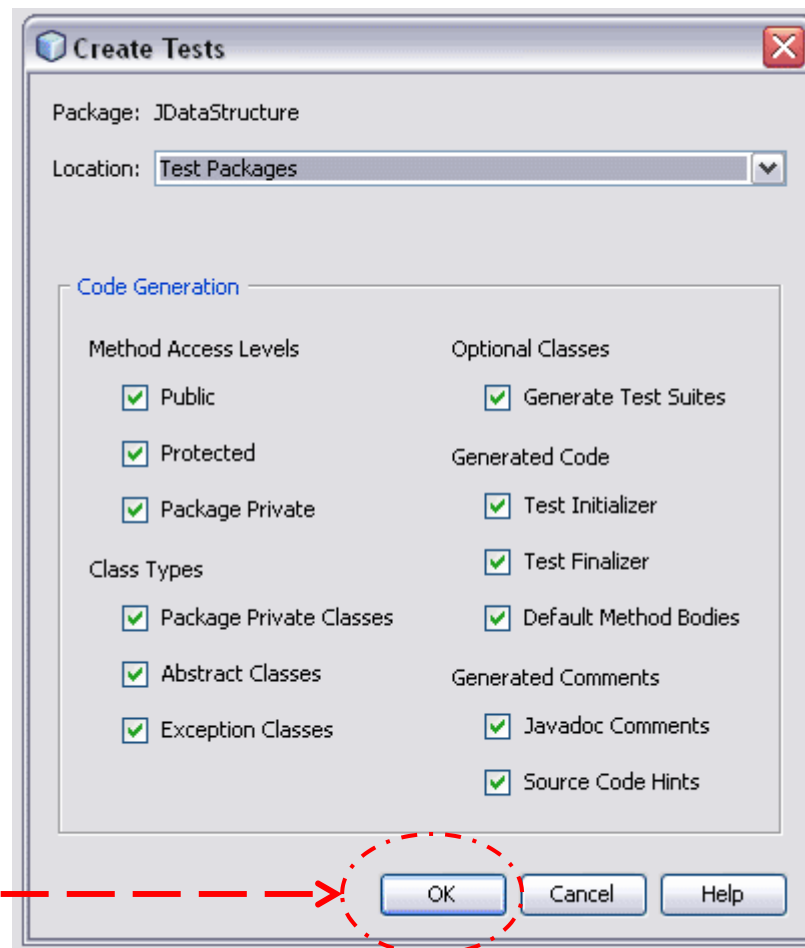 Create Tests
Package: JDataStructure
Location: Test Packages
Code Generation
Method Access Levels
Public
Protected
Package Private
Class Types
Package Private Classes
Abstract Classes
Exception Classes
Optional Classes
Generate Test Suites
Generated Code
Test Initializer
Test Finalizer
Default Method Bodies
Generated Comments
Javadoc Comments
Source Code Hints
OK Cancel Help